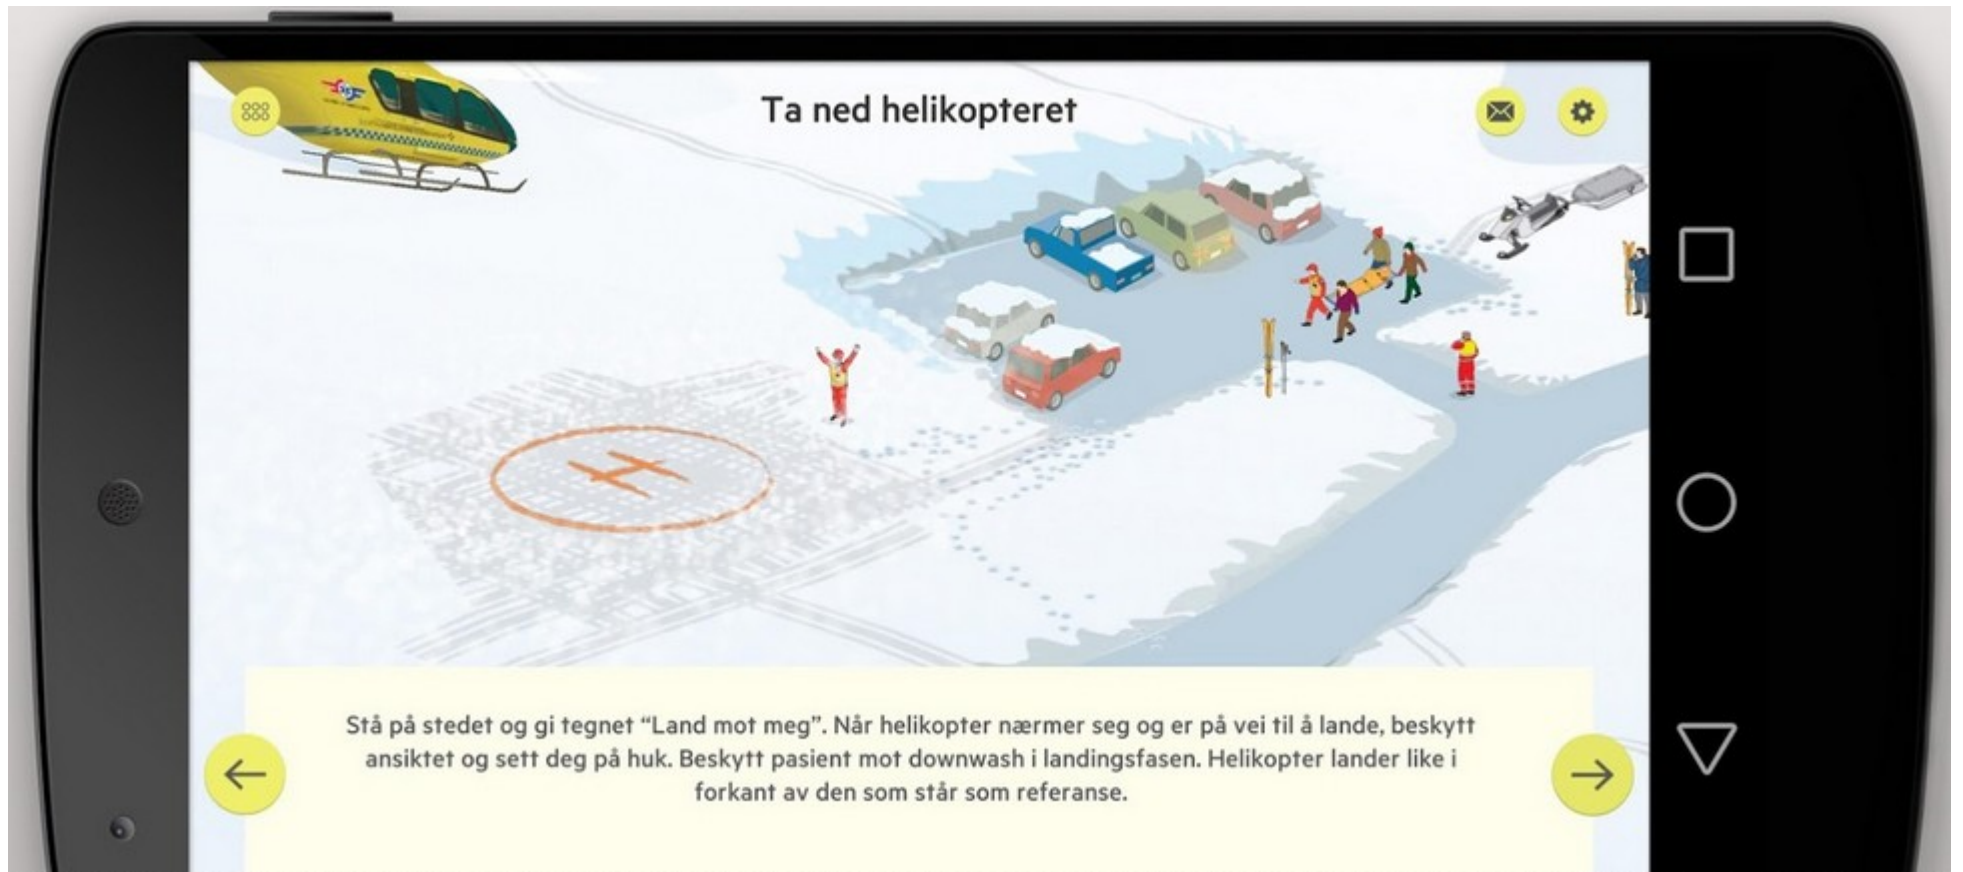 Ta ned helikopteret
H
Stå på stedet og gi tegnet “Land mot meg”. Når helikopter nærmer seg og er på vei til å lande, beskytt
ansiktet og sett deg på huk. Beskytt pasient mot downwash i landingsfasen. Helikopter lander like i
forkant av den som står som referanse.